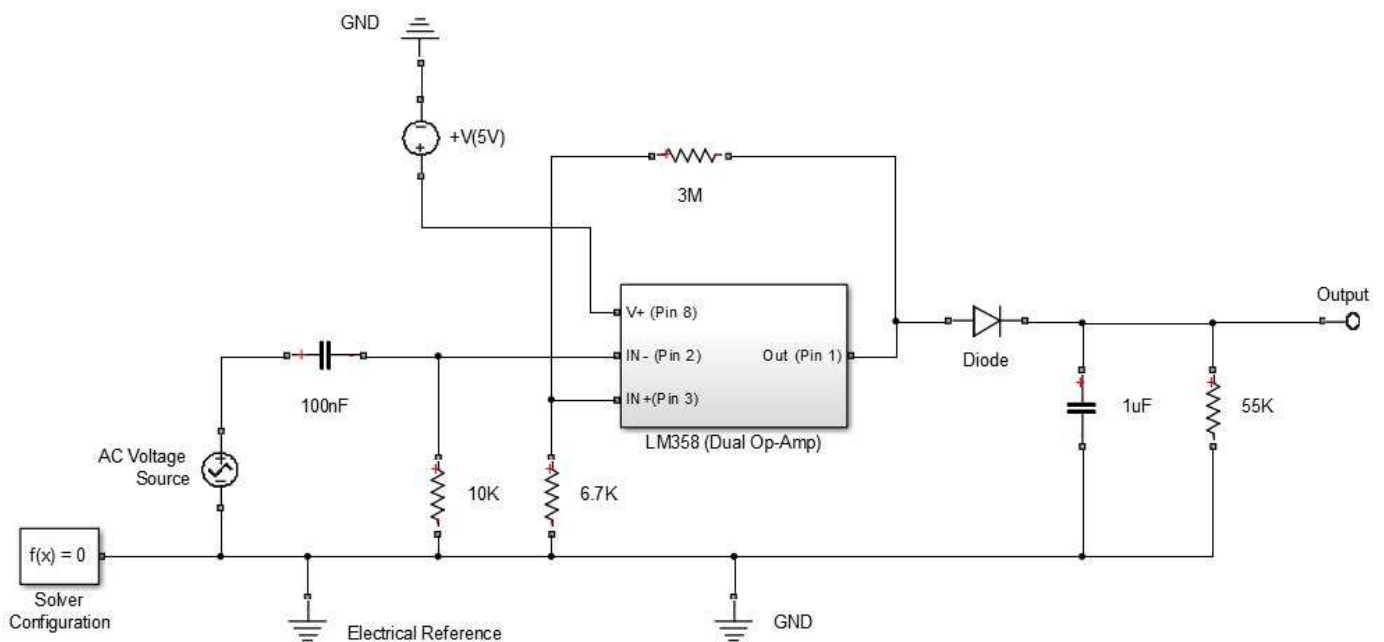 GND
+V(5V)
3M
V+ (Pin 8)
IN- (Pin 2)
IN+(Pin 3)
Out (Pin 1)
LM358 (Dual Op-Amp)
Diode
Output
100nF
AC Voltage
Source
10K
6.7K
1uF
55K
f(x) = 0
Solver
Configuration
Electrical Reference
GND